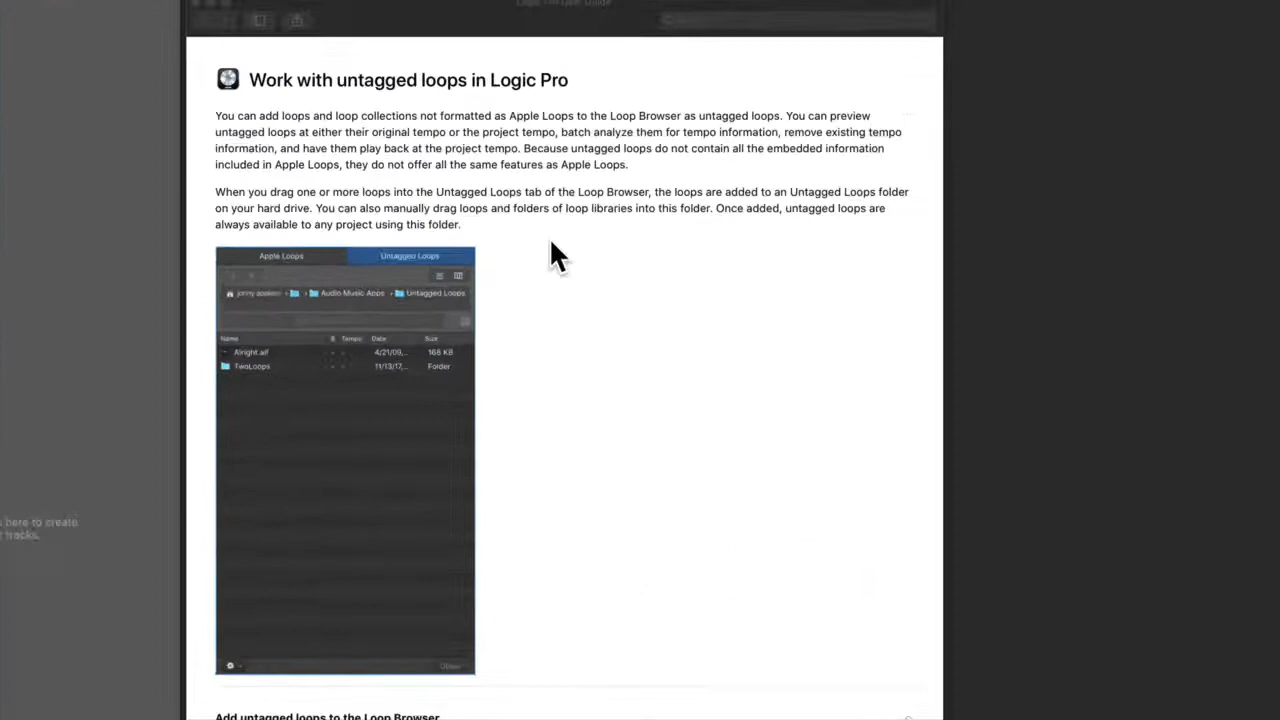 Logic Pro User Guide
Work with untagged loops in Logic Pro
You can add loops and loop collections not formatted as Apple Loops to the Loop Browser as untagged loops. You can preview
untagged loops at either their original tempo or the project tempo, batch analyze them for tempo information, remove existing tempo
information, and have them play back at the project tempo. Because untagged loops do not contain all the embedded information
included in Apple Loops, they do not offer all the same features as Apple Loops.
When you drag one or more loops into the Untagged Loops tab of the Loop Browser, the loops are added to an Untagged Loops folder
on your hard drive. You can also manually drag loops and folders of loop libraries into this folder. Once added, untagged loops are
always available to any project using this folder.
Apple Loops Untagged Loops
Audio Music Apps Untagged Loops
Name Tempo Date Size
Alright.aif 4/21/09,... 168 KB
TwoLoops 11/13/17,... Folder
here to create
tracks.
Add untagged loops to the Loop Browser